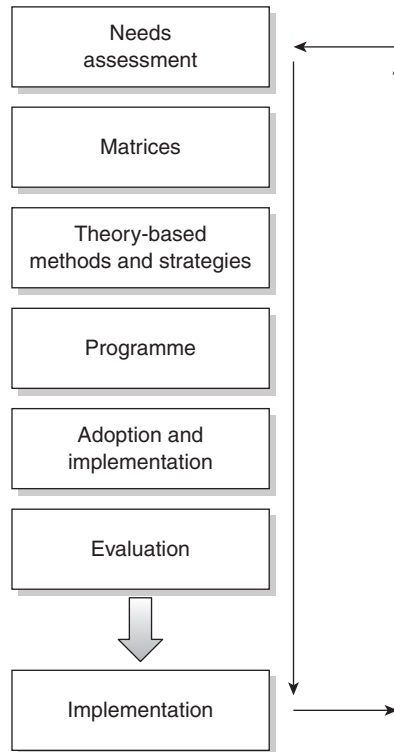 Needs
assessment
Matrices
Theory-based
methods and strategies
Programme
Adoption and
implementation
Evaluation
Implementation